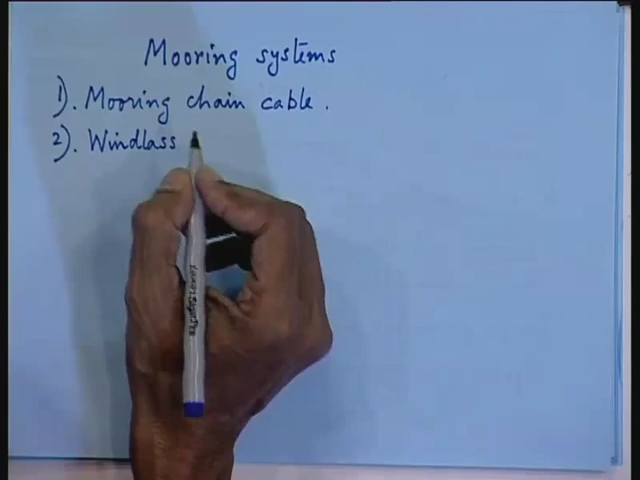 Mooring systems
1). Mooring chain cable.
2). Windlass